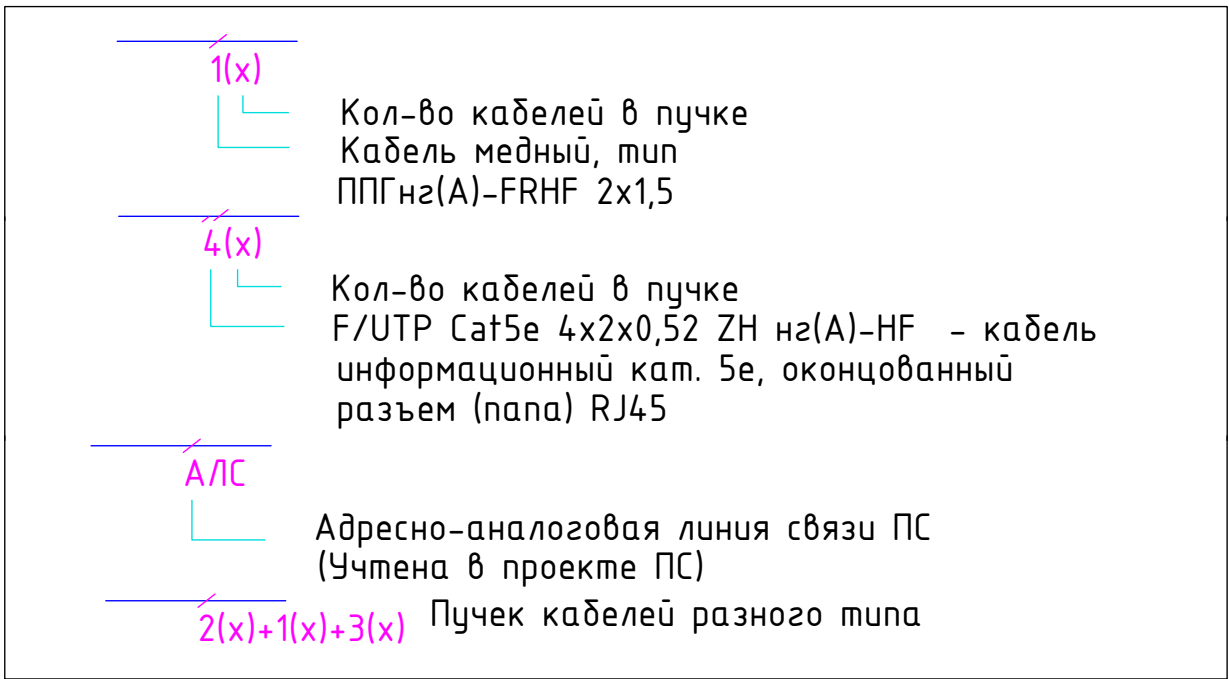 1(x)
Кол-во кабелей в пучке
Кабель медный, тип
ППГнг(А)-FRHF 2x1,5
4(x)
Кол-во кабелей в пучке
F/UTP Cat5e 4x2x0,52 ZH нг(А)-HF - кабель
информационный кат. 5е, оконцованный
разъем (папа) RJ45
АЛС
Адресно-аналоговая линия связи ПС
(Учтена в проекте ПС)
2(x)+1(x)+3(x) Пучек кабелей разного типа